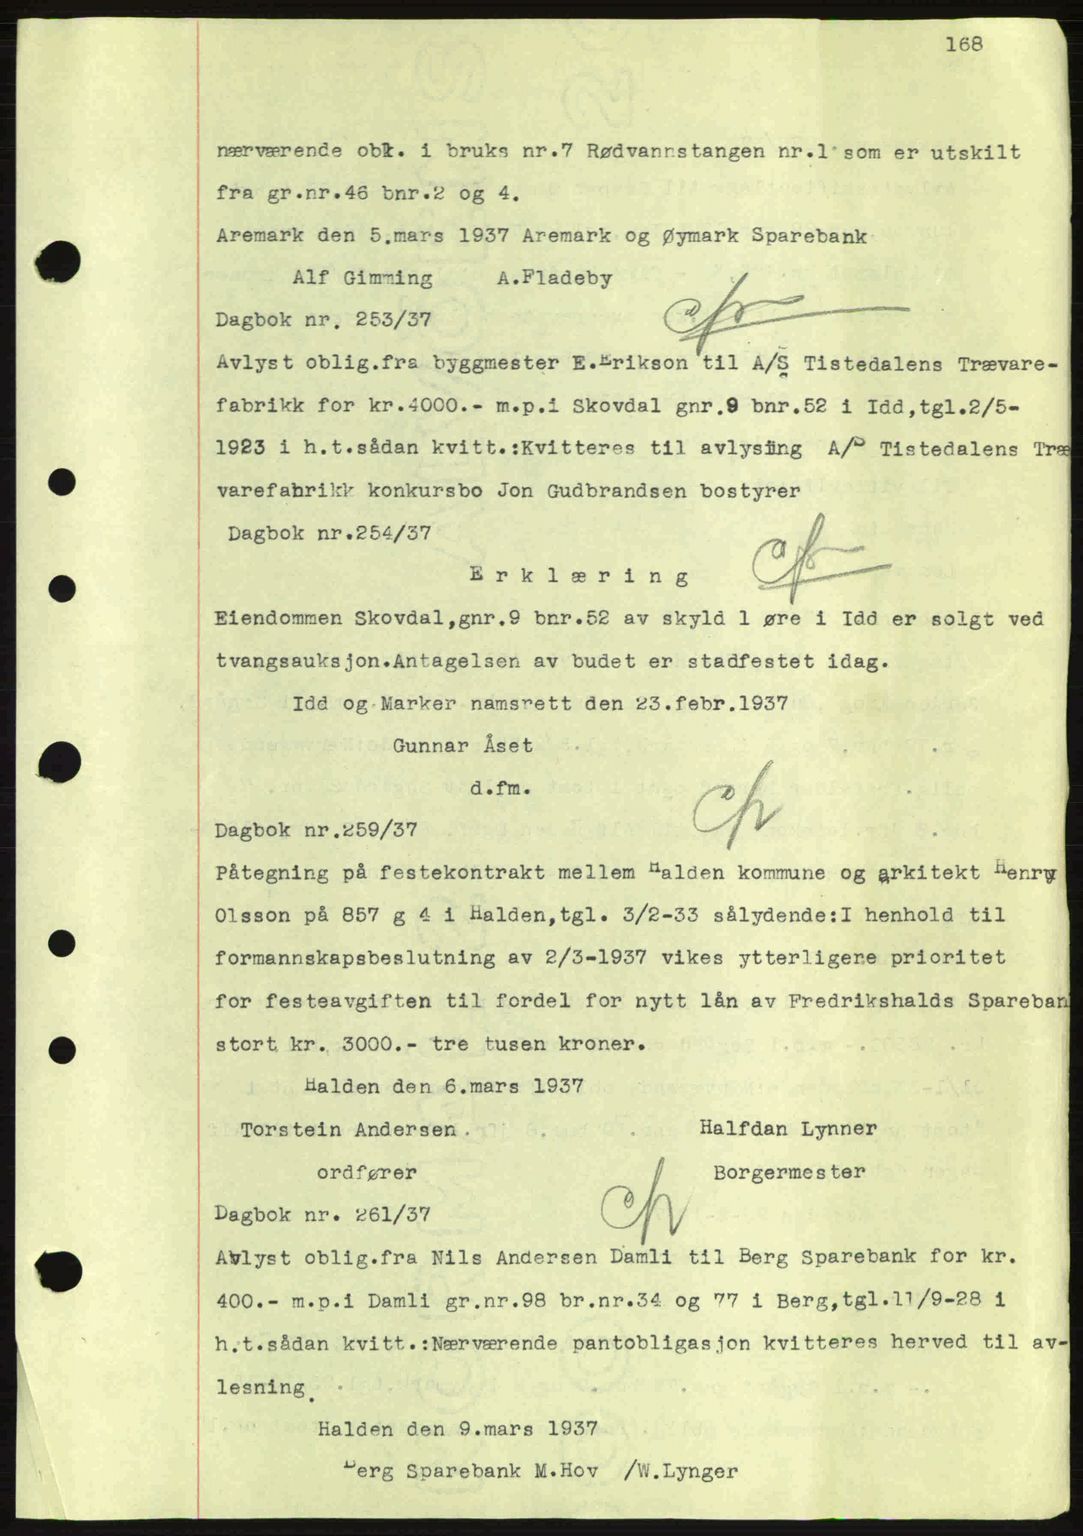 168
nærværende obl. i bruks nr.7 Rødvannstangen nr.1 som er utskilt
fra gr.nr.46 bnr.2 og 4.
Aremark den 5.mars 1937 Aremark og Øymark Sparebank
Alf Gimming A.Fladeby
Dagbok nr. 253/37
Avlyst oblig.fra byggmester E.Erikson til A/S Tistedalens Trævare-
fabrikk for kr.4000.- m.p.i Skovdal gnr.9 bnr.52 i Idd,tgl.2/5-
1923 i h.t.sådan kvitt.:Kvitteres til avlysing A/S Tistedalens Træ
varefabrikk konkursbo Jon Gudbrandsen bostyrer
Dagbok nr.254/37
Erklæring
Eiendommen Skovdal,gnr.9 bnr.52 av skyld 1 øre i Idd er solgt ved
tvangsauksjon.Antagelsen av budet er stadfestet idag.
Idd og Marker namsrett den 23.febr.1937
Gunnar Åset
d.fm.
Dagbok nr.259/37
Påtegning på festekontrakt mellem Halden kommune og arkitekt Henry
Olsson på 857 g 4 i Halden,tgl. 3/2-33 sålydende:I henhold til
formannskapsbeslutning av 2/3-1937 vikes ytterligere prioritet
for festeavgiften til fordel for nytt lån av Fredrikshalds Spareban
stort kr. 3000.- tre tusen kroner.
Halden den 6.mars 1937
Torstein Andersen Halfdan Lynner
ordfører Borgermester
Dagbok nr. 261/37
Avlyst oblig.fra Nils Andersen Damli til Berg Sparebank for kr.
400.- m.p.i Damli gr.nr.98 br.nr.34 og 77 i Berg,tgl.11/9-28 i
h.t.sådan kvitt.:Nærværende pantobligasjon kvitteres herved til av-
lesning.
Halden den 9.mars 1937
Berg Sparebank M.Hov /W.Lynger